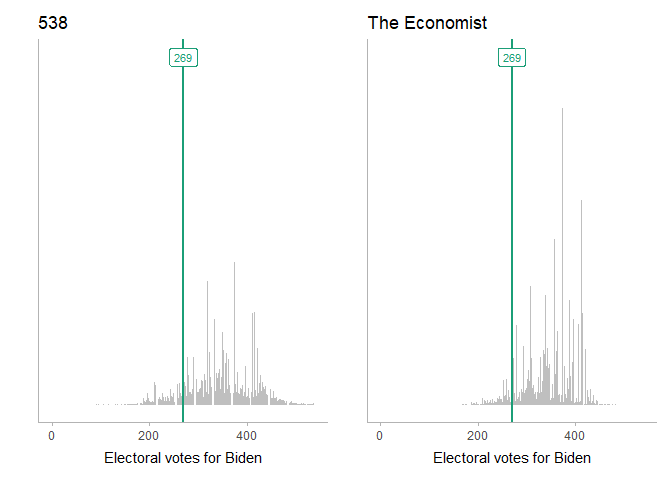 538
269
0 200 400
Electoral votes for Biden
The Economist
269
0 200 400
Electoral votes for Biden